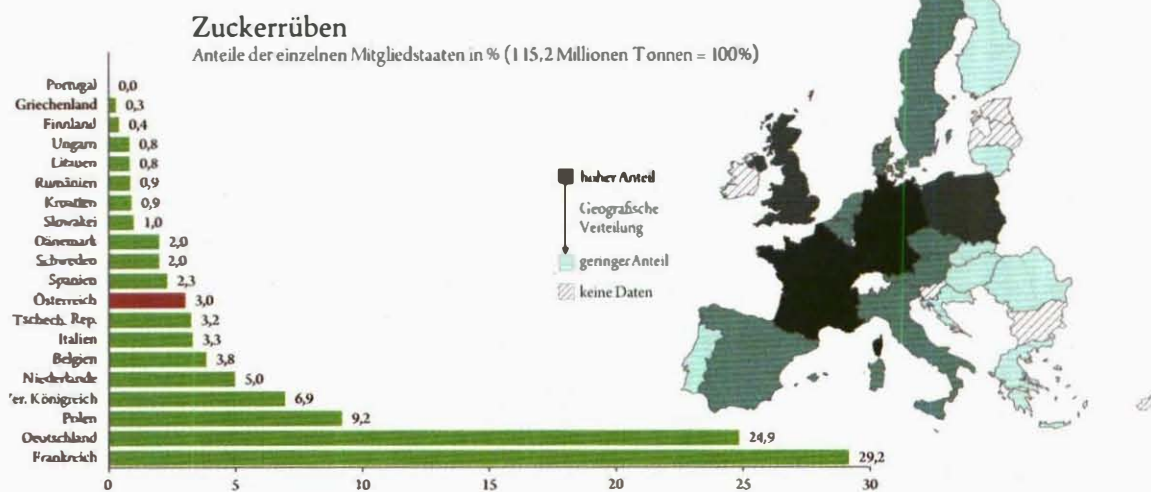 Zuckerrüben
Anteile der einzelnen Mitgliedstaaten in % (115,2 Millionen Tonnen = 100%)
Portugal 0,0
Griechenland 0,3
Finnland 0,4
Ungarn 0,8
Litauen 0,8
Rumänien 0,9
Kroatien 0,9
Slowakei 1,0
Dänemark 2,0
Schweden 2,0
Spanien 2,3
Österreich 3,0
Tschech. Rep. 3,2
Italien 3,3
Belgien 3,8
Niederlande 5,0
er. Königreich 6,9
Polen 9,2
Deutschland 24,9
Frankreich 29,2
0 5 10 15 20 25 30
hoher Anteil
Geografische
Verteilung
geringer Anteil
keine Daten